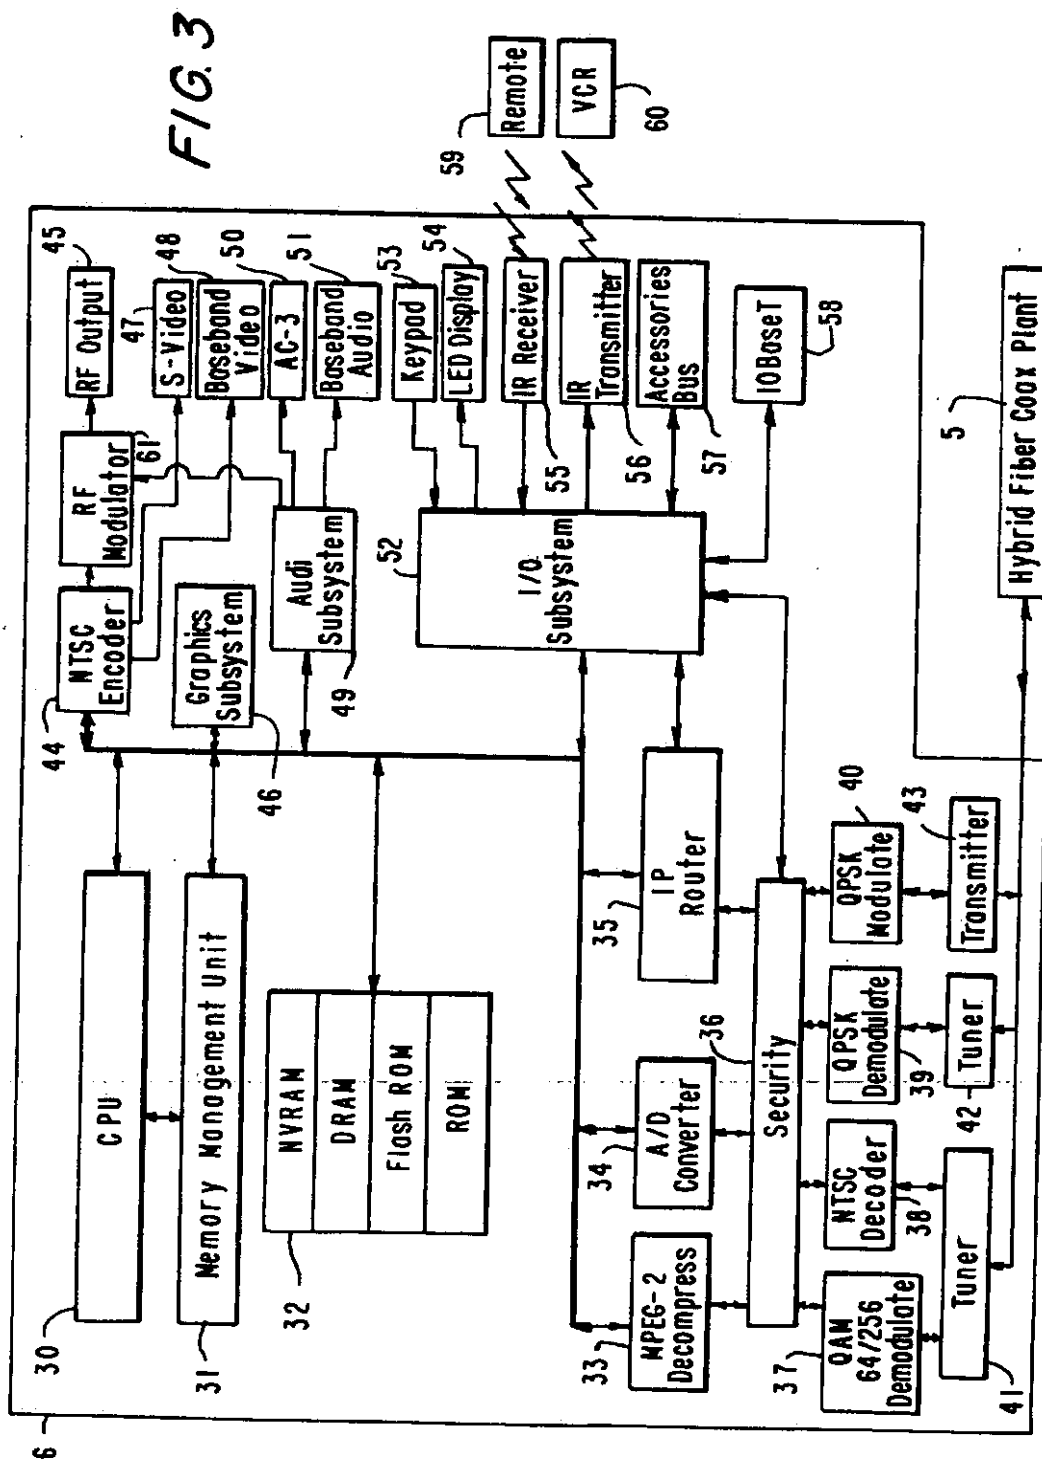 FIG. 3
6
30
CPU
31
Memory Management Unit
32
NVRAM
DRAM
Flash ROM
ROM
44
NTSC
Encoder
RF
Modulator
61
RF Output
45
47
S-Video
48
Baseband
Video
50
AC-3
51
Baseband
Audio
Graphics
Subsystem
46
Audi
Subsystem
49
53
Keypad
54
LED Display
52
I/O
Subsystem
IR Receiver
55
IR
Transmitter
56
Accessories
Bus
57
10BaseT
58
59
Remote
VCR
60
33
MPEG-2
Decompress
34
A/D
Converter
35
IP
Router
36
Security
37
QAM
64/256
Demodulate
NTSC
Decoder
38
QPSK
Demodulate
39
QPSK
Modulate
40
Tuner
41
42
Tuner
43
Transmitter
5
Hybrid Fiber Coax Plant